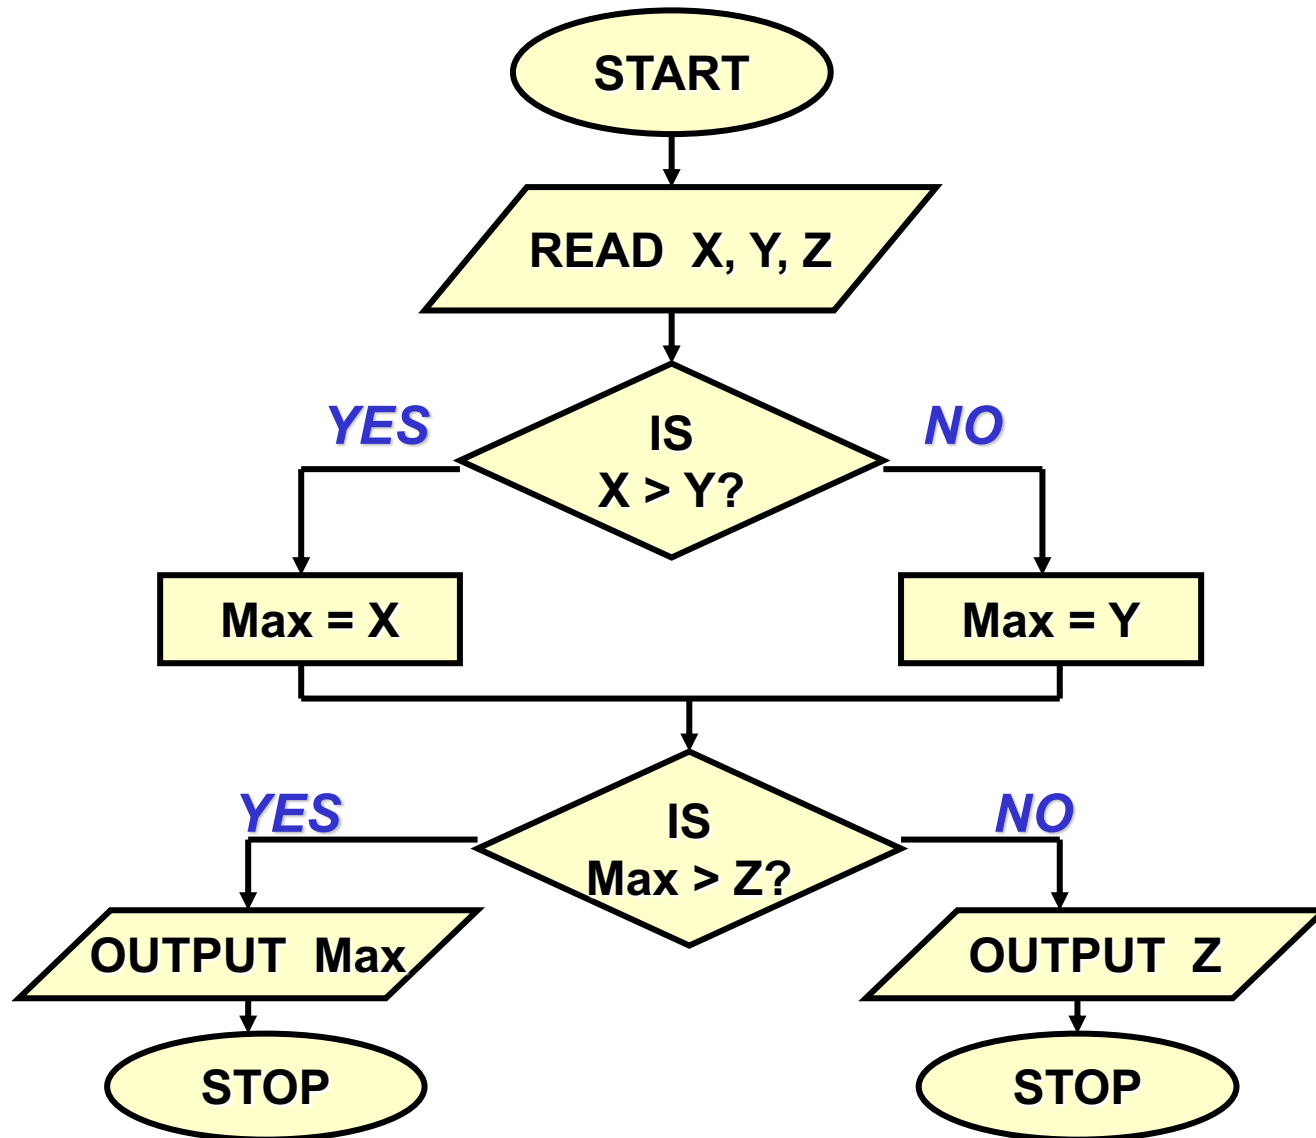 START
READ X, Y, Z
YES
IS
X > Y?
NO
Max = X
Max = Y
YES
IS
Max > Z?
NO
OUTPUT Max
OUTPUT Z
STOP
STOP